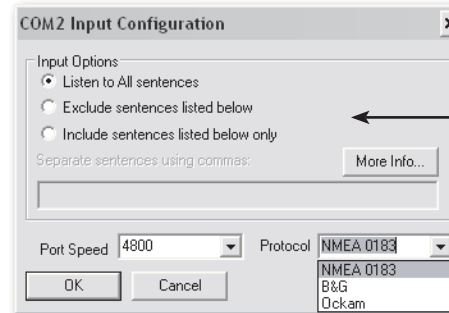 COM2 Input Configuration
Input Options
Listen to All sentences
Exclude sentences listed below
Include sentences listed below only
Separate sentences using commas:
More Info...
Port Speed 4800 Protocol NMEA 0183
NMEA 0183
B&G
Ockam
OK Cancel